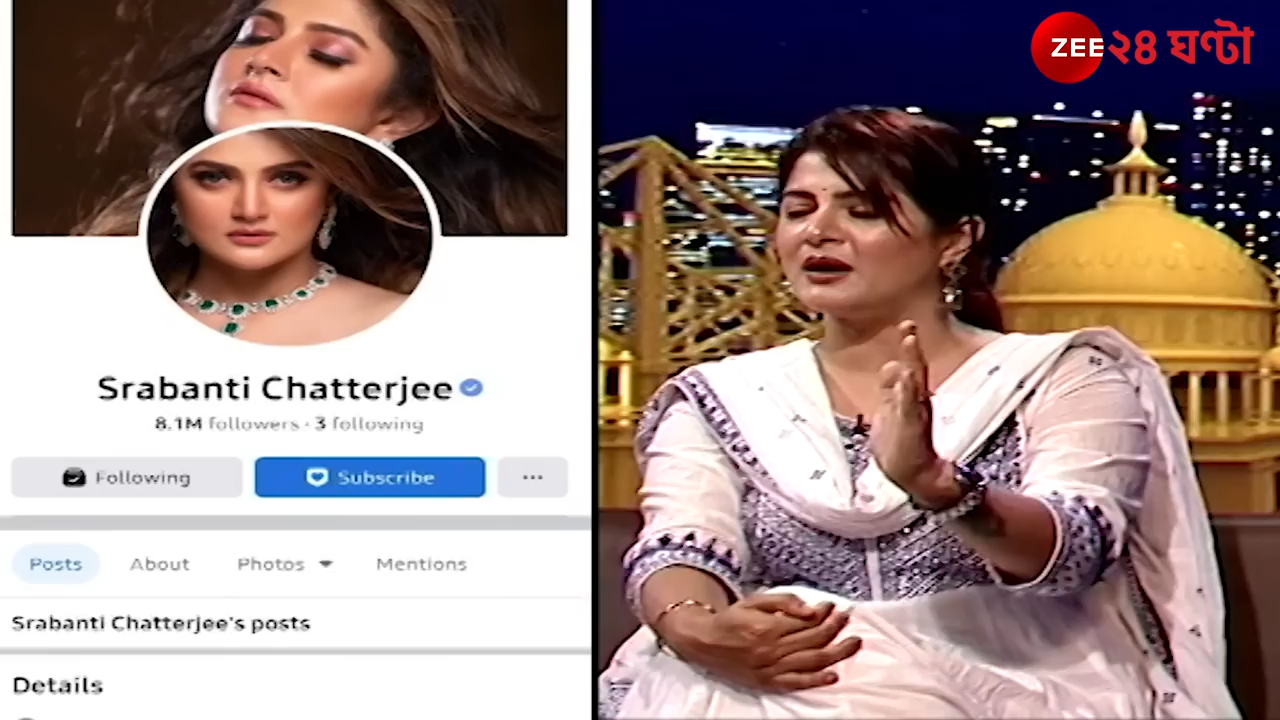 ZEE ২৪ ঘণ্টা
Srabanti Chatterjee
8.1M followers · 3 following
Following
Subscribe
...
Posts About Photos Mentions
Srabanti Chatterjee's posts
Details